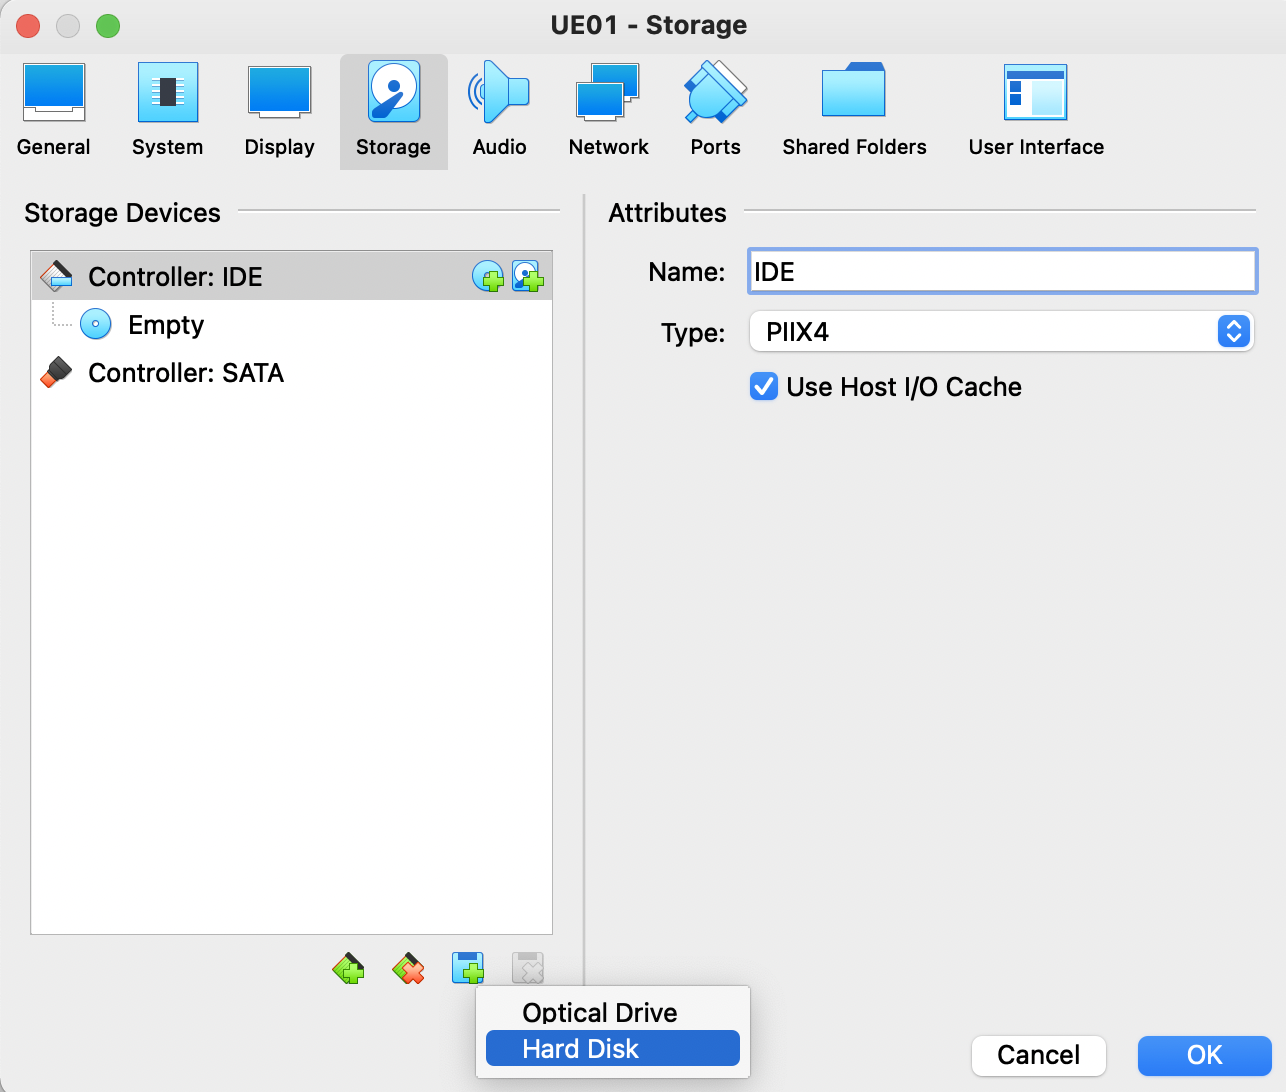 UE01 - Storage
General
System
Display
Storage
Audio
Network
Ports
Shared Folders
User Interface
Storage Devices
Controller: IDE
Empty
Controller: SATA
Attributes
Name: IDE
Type: PIIX4
Use Host I/O Cache
Optical Drive
Hard Disk
Cancel
OK